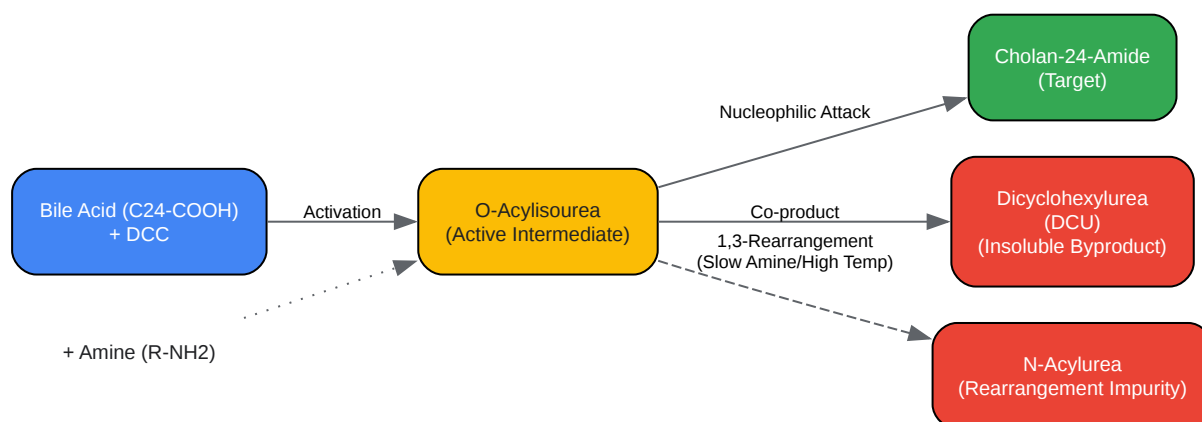 Cholan-24-Amide
(Target)
Nucleophilic Attack
Bile Acid (C24-COOH)
+ DCC
Activation
O-Acylisourea
(Active Intermediate)
Co-product
Dicyclohexylurea
(DCU)
(Insoluble Byproduct)
1,3-Rearrangement
(Slow Amine/High Temp)
+ Amine (R-NH2)
N-Acylurea
(Rearrangement Impurity)